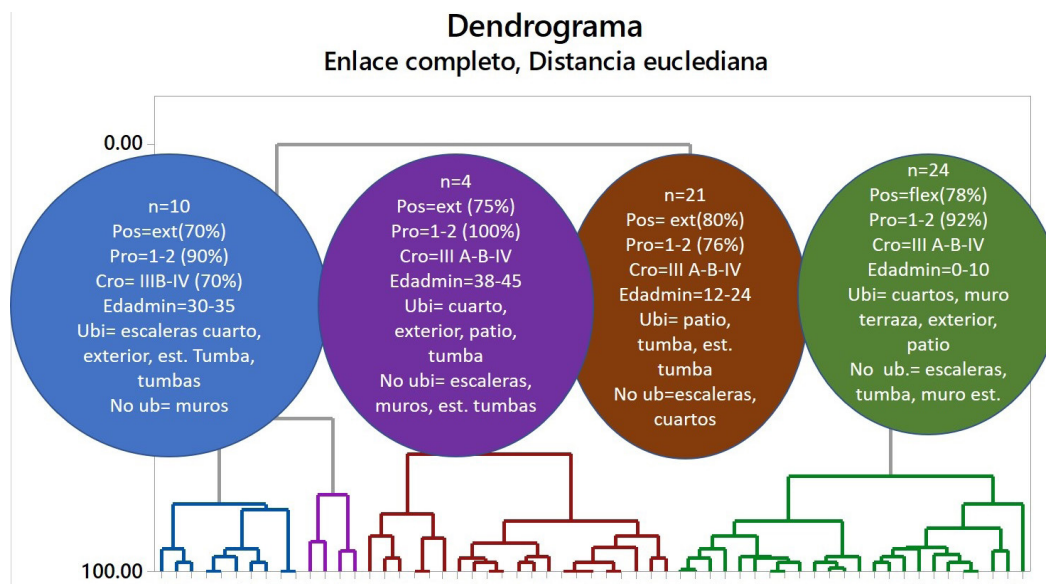 Dendrograma
Enlace completo, Distancia euclediana
0.00
100.00
n=10
Pos=ext(70%)
Pro=1-2 (90%)
Cro= IIIB-IV (70%)
Edadmin=30-35
Ubi= escaleras cuarto,
exterior, est. Tumba,
tumbas
No ub= muros
n=4
Pos=ext (75%)
Pro=1-2 (100%)
Cro=III A-B-IV
Edadmin=38-45
Ubi= cuarto,
exterior, patio,
tumba
No ubi= escaleras,
muros, est. tumbas
n=21
Pos= ext(80%)
Pro=1-2 (76%)
Cro=III A-B-IV
Edadmin=12-24
Ubi= patio,
tumba, est.
tumba
No ub=escaleras,
cuartos
n=24
Pos=flex(78%)
Pro=1-2 (92%)
Cro=III A-B-IV
Edadmin=0-10
Ubi= cuartos, muro
terraza, exterior,
patio
No ub.= escaleras,
tumba, muro est.